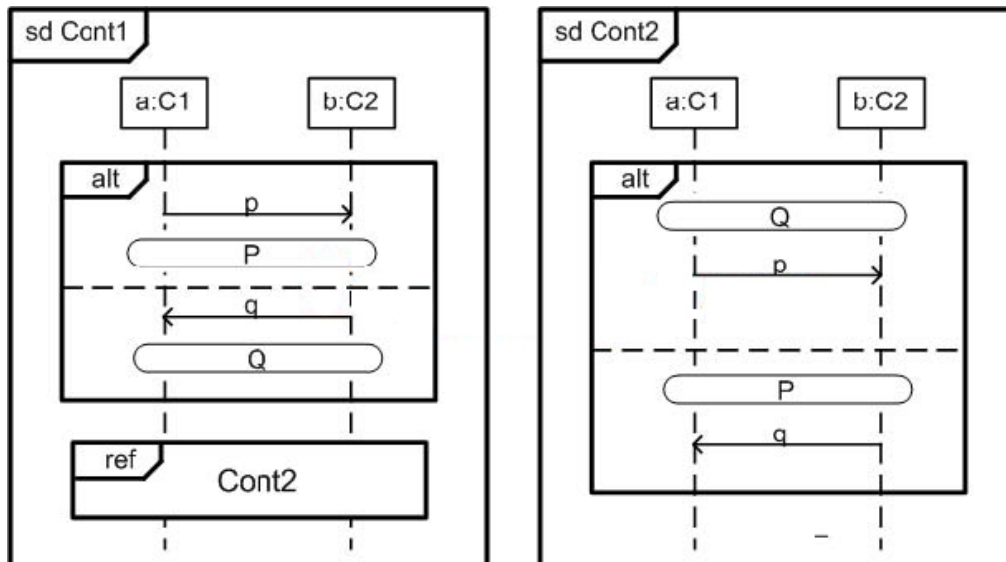 sd Cont1
a:C1
b:C2
alt
p
P
q
Q
ref
Cont2
sd Cont2
a:C1
b:C2
alt
Q
p
P
q